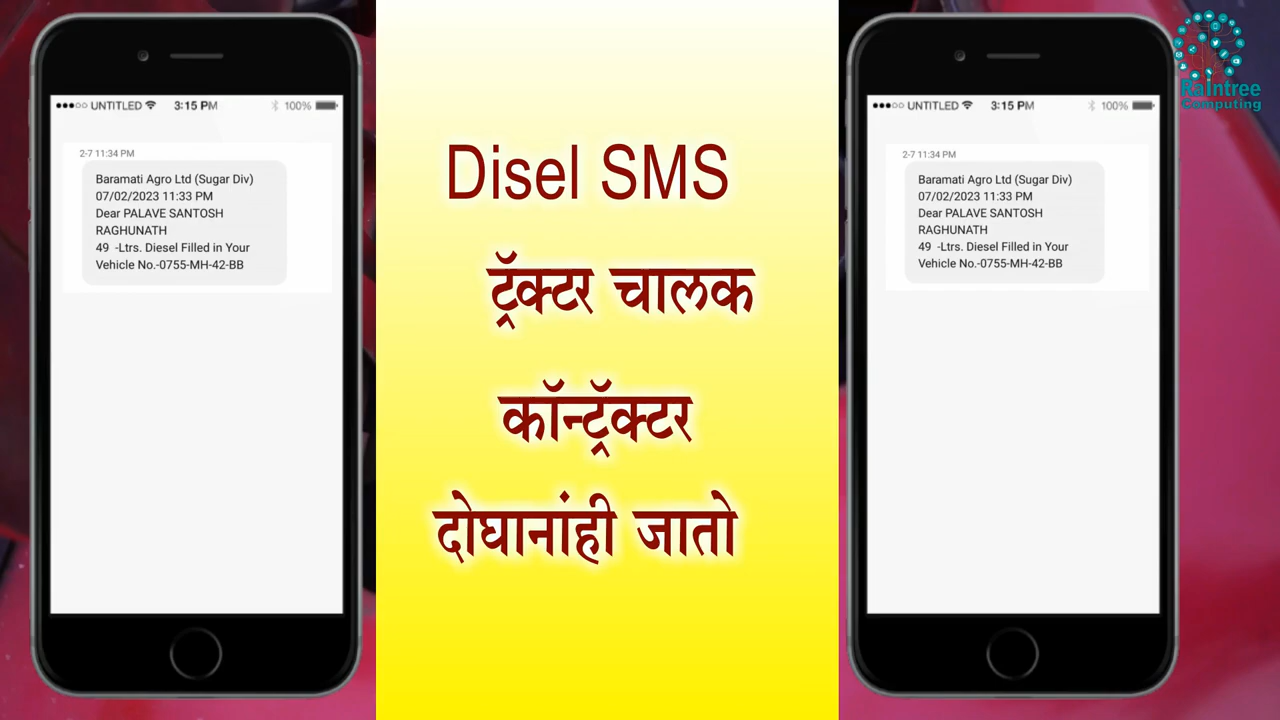 UNTITLED 3:15 PM 100%
2-7 11:34 PM
Baramati Agro Ltd (Sugar Div)
07/02/2023 11:33 PM
Dear PALAVE SANTOSH
RAGHUNATH
49 -Ltrs. Diesel Filled in Your
Vehicle No.-0755-MH-42-BB
Disel SMS
ट्रॅक्टर चालक
कॉन्ट्रॅक्टर
दोघानांही जातो
UNTITLED 3:15 PM 100%
2-7 11:34 PM
Baramati Agro Ltd (Sugar Div)
07/02/2023 11:33 PM
Dear PALAVE SANTOSH
RAGHUNATH
49 -Ltrs. Diesel Filled in Your
Vehicle No.-0755-MH-42-BB
Raintree
Computing